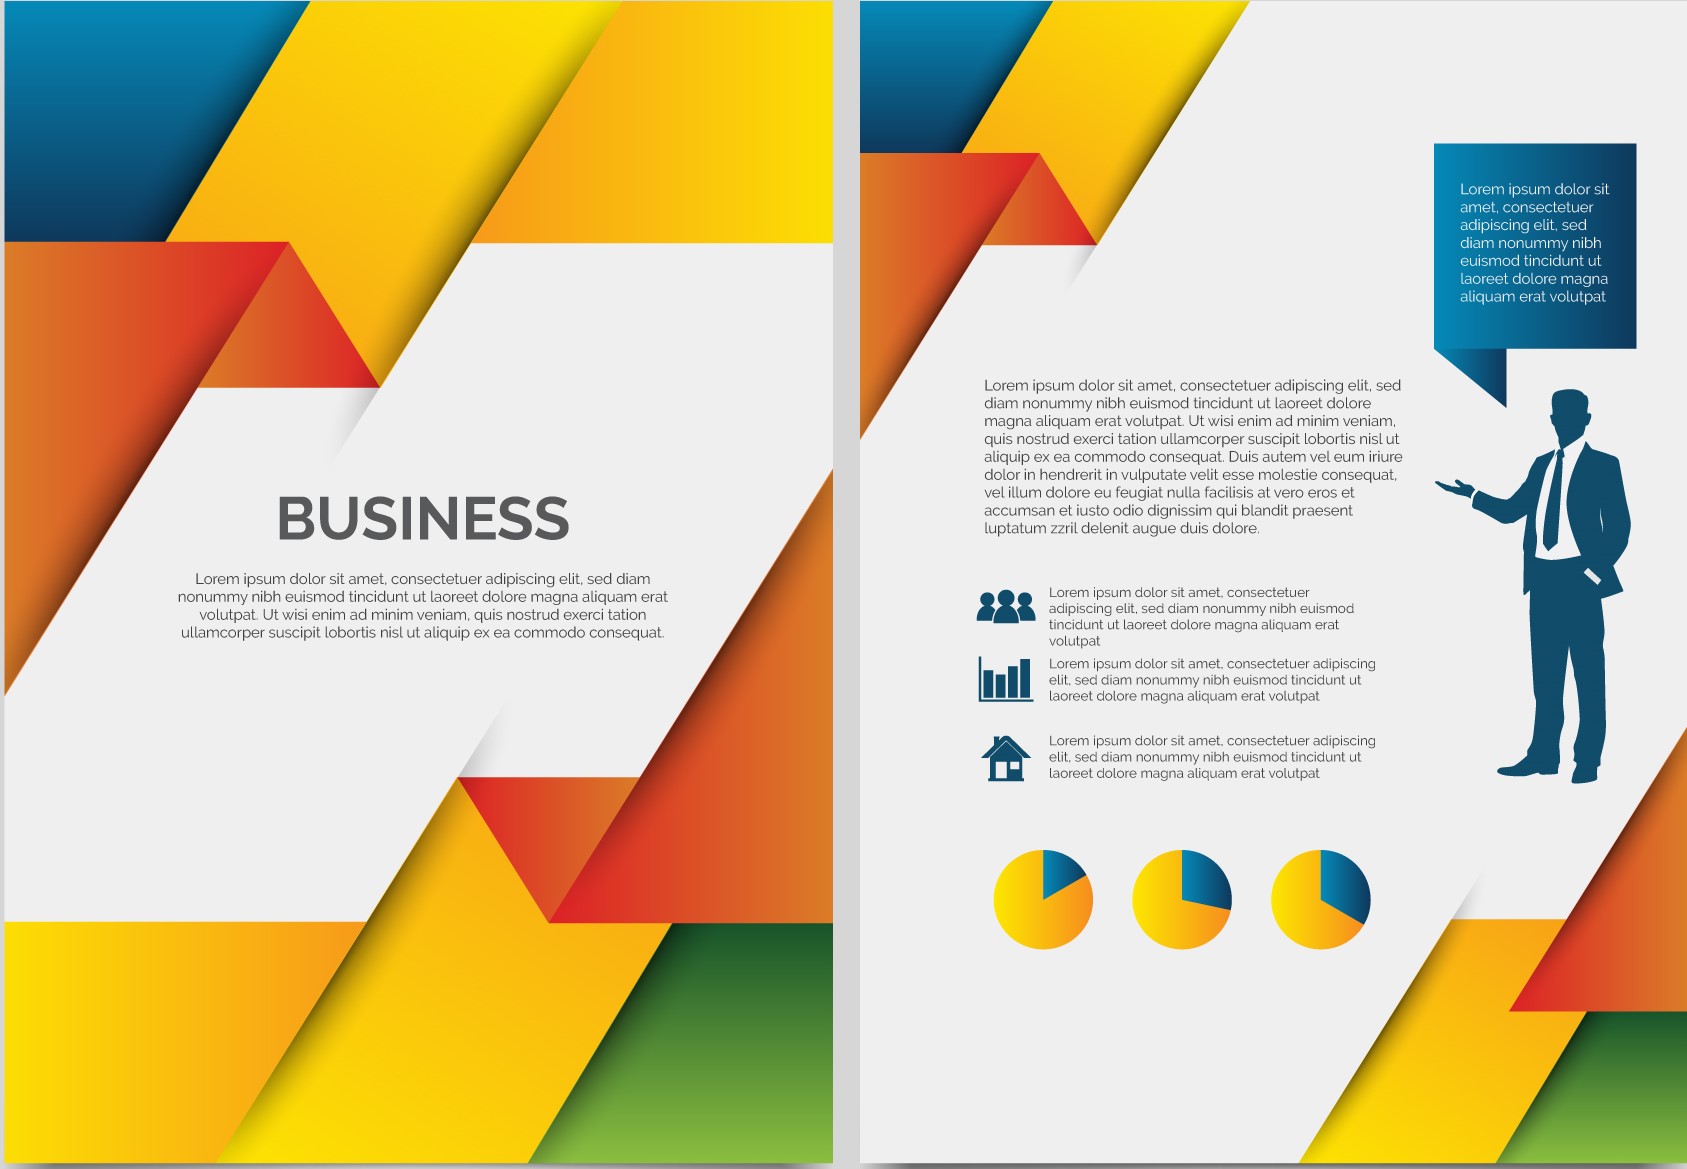 BUSINESS
Lorem ipsum dolor sit amet, consectetuer adipiscing elit, sed diam
nonummy nibh euismod tincidunt ut laoreet dolore magna aliquam erat
volutpat. Ut wisi enim ad minim veniam, quis nostrud exerci tation
ullamcorper suscipit lobortis nisl ut aliquip ex ea commodo consequat.
Lorem ipsum dolor sit
amet, consectetuer
adipiscing elit, sed
diam nonummy nibh
euismod tincidunt ut
laoreet dolore magna
aliquam erat volutpat
Lorem ipsum dolor sit amet, consectetuer adipiscing elit, sed
diam nonummy nibh euismod tincidunt ut laoreet dolore
magna aliquam erat volutpat. Ut wisi enim ad minim veniam,
quis nostrud exerci tation ullamcorper suscipit lobortis nisl ut
aliquip ex ea commodo consequat. Duis autem vel eum iriure
dolor in hendrerit in vulputate velit esse molestie consequat,
vel illum dolore eu feugiat nulla facilisis at vero eros et
accumsan et iusto odio dignissim qui blandit praesent
luptatum zzril delenit augue duis dolore.
Lorem ipsum dolor sit amet, consectetuer
adipiscing elit, sed diam nonummy nibh euismod
tincidunt ut laoreet dolore magna aliquam erat
volutpat
Lorem ipsum dolor sit amet, consectetuer adipiscing
elit, sed diam nonummy nibh euismod tincidunt ut
laoreet dolore magna aliquam erat volutpat
Lorem ipsum dolor sit amet, consectetuer adipiscing
elit, sed diam nonummy nibh euismod tincidunt ut
laoreet dolore magna aliquam erat volutpat